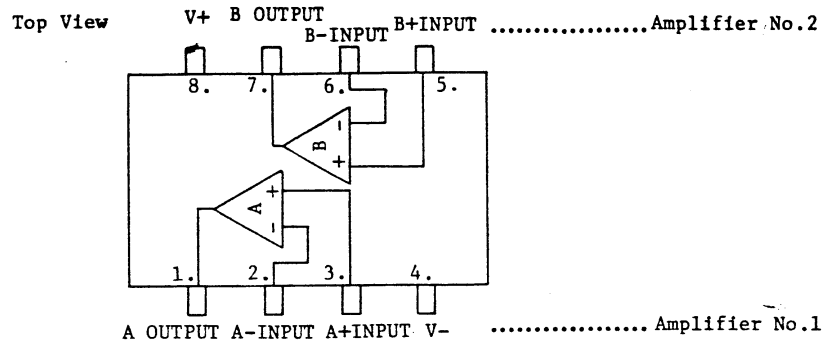 Top View V+ B OUTPUT B-INPUT B+INPUT .................. Amplifier No.2
8. 7. 6. 5.
- B +
+ A -
1. 2. 3. 4.
A OUTPUT A-INPUT A+INPUT V- .................. Amplifier No.1